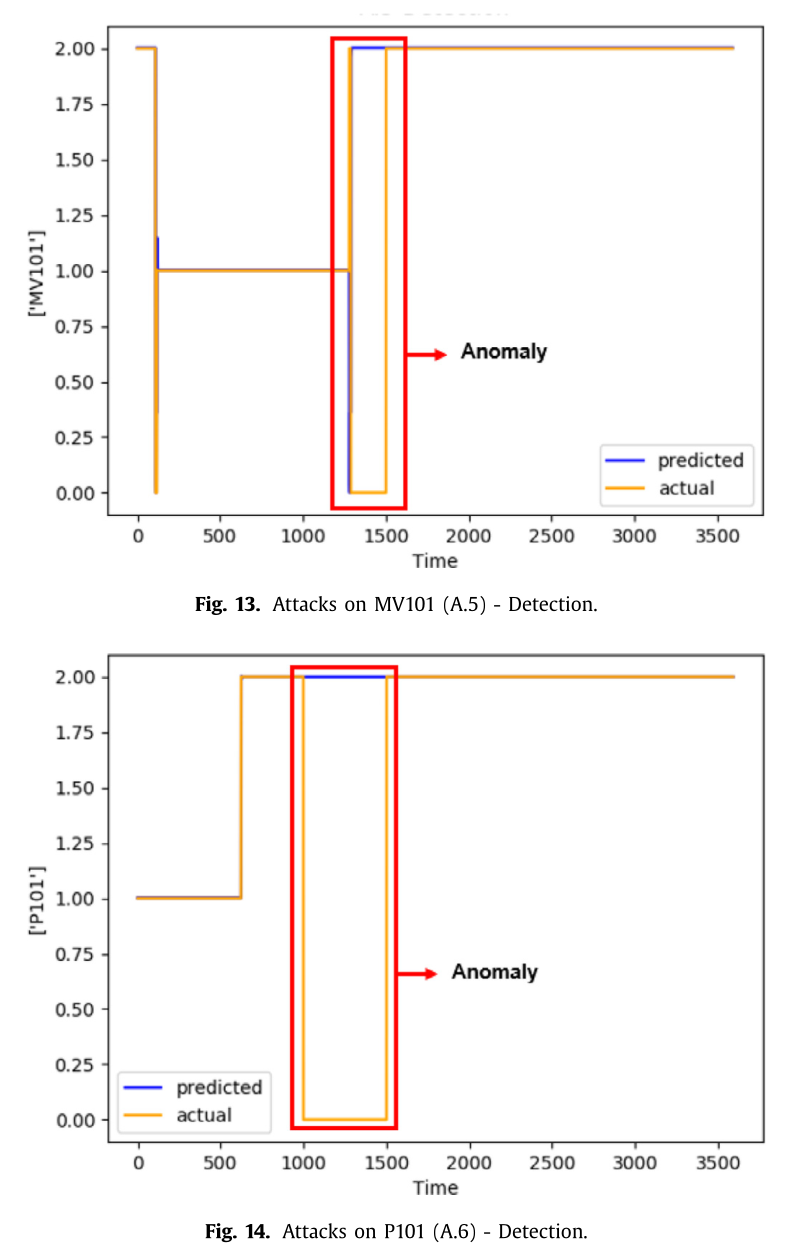 2.00
1.75
1.50
1.25
1.00
0.75
0.50
0.25
0.00
['MV101']
Anomaly
predicted
actual
0 500 1000 1500 2000 2500 3000 3500
Time
Fig. 13. Attacks on MV101 (A.5) - Detection.
2.00
1.75
1.50
1.25
1.00
0.75
0.50
0.25
0.00
['P101']
Anomaly
predicted
actual
0 500 1000 1500 2000 2500 3000 3500
Time
Fig. 14. Attacks on P101 (A.6) - Detection.